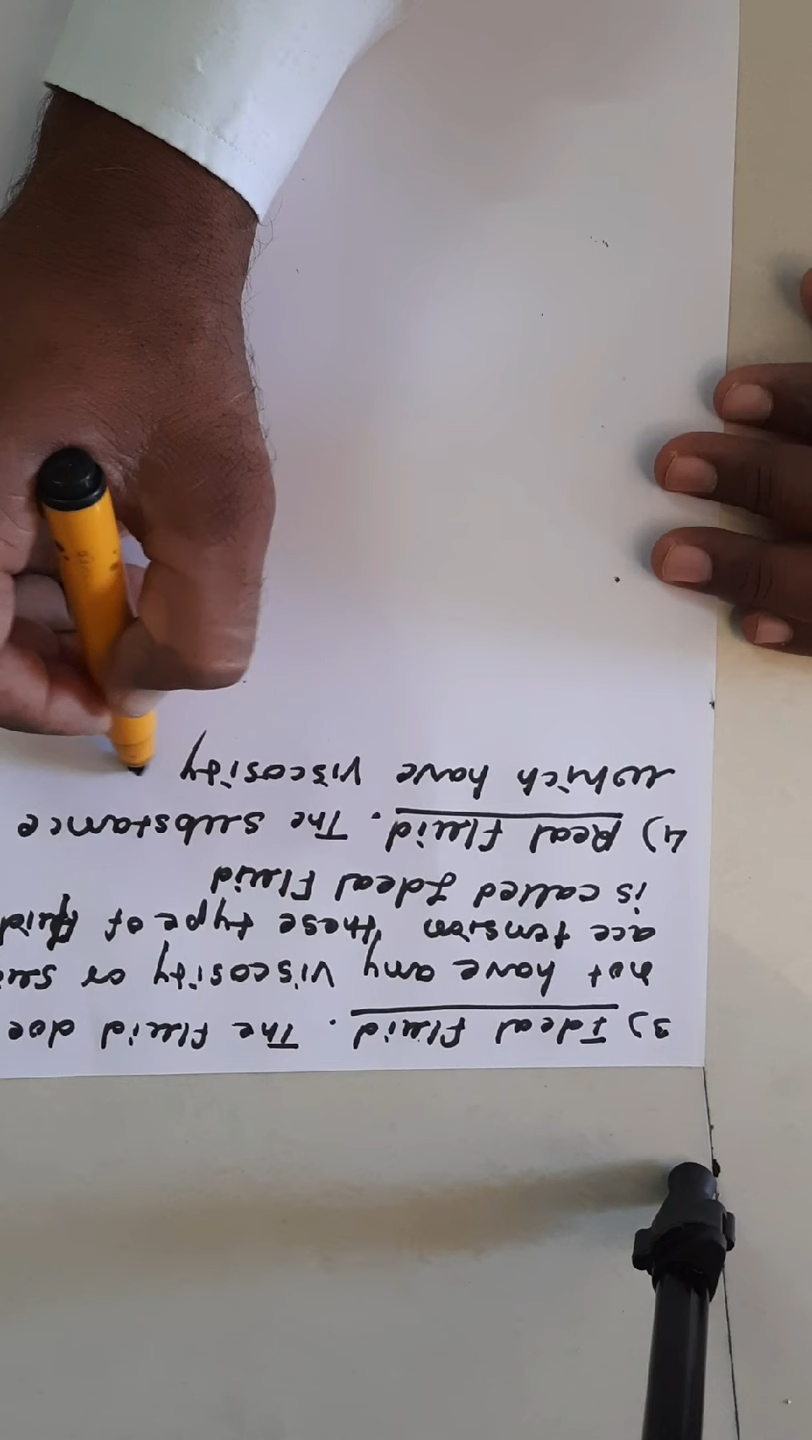 3) Ideal Fluid. The fluid doe
not have any viscosity or su
ace tension these type of fluid
is called Ideal Fluid
4) Real fluid. The substance
which have viscosity